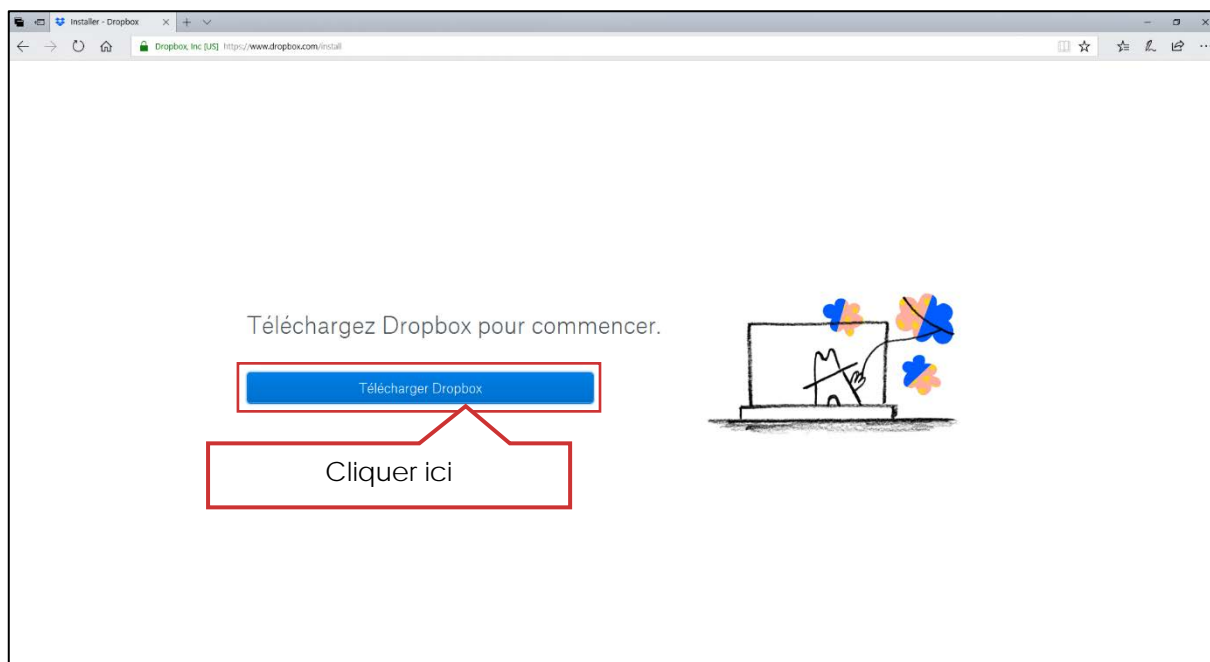 Installer - Dropbox
Dropbox, Inc [US] https://www.dropbox.com/install
Téléchargez Dropbox pour commencer.
Télécharger Dropbox
Cliquer ici